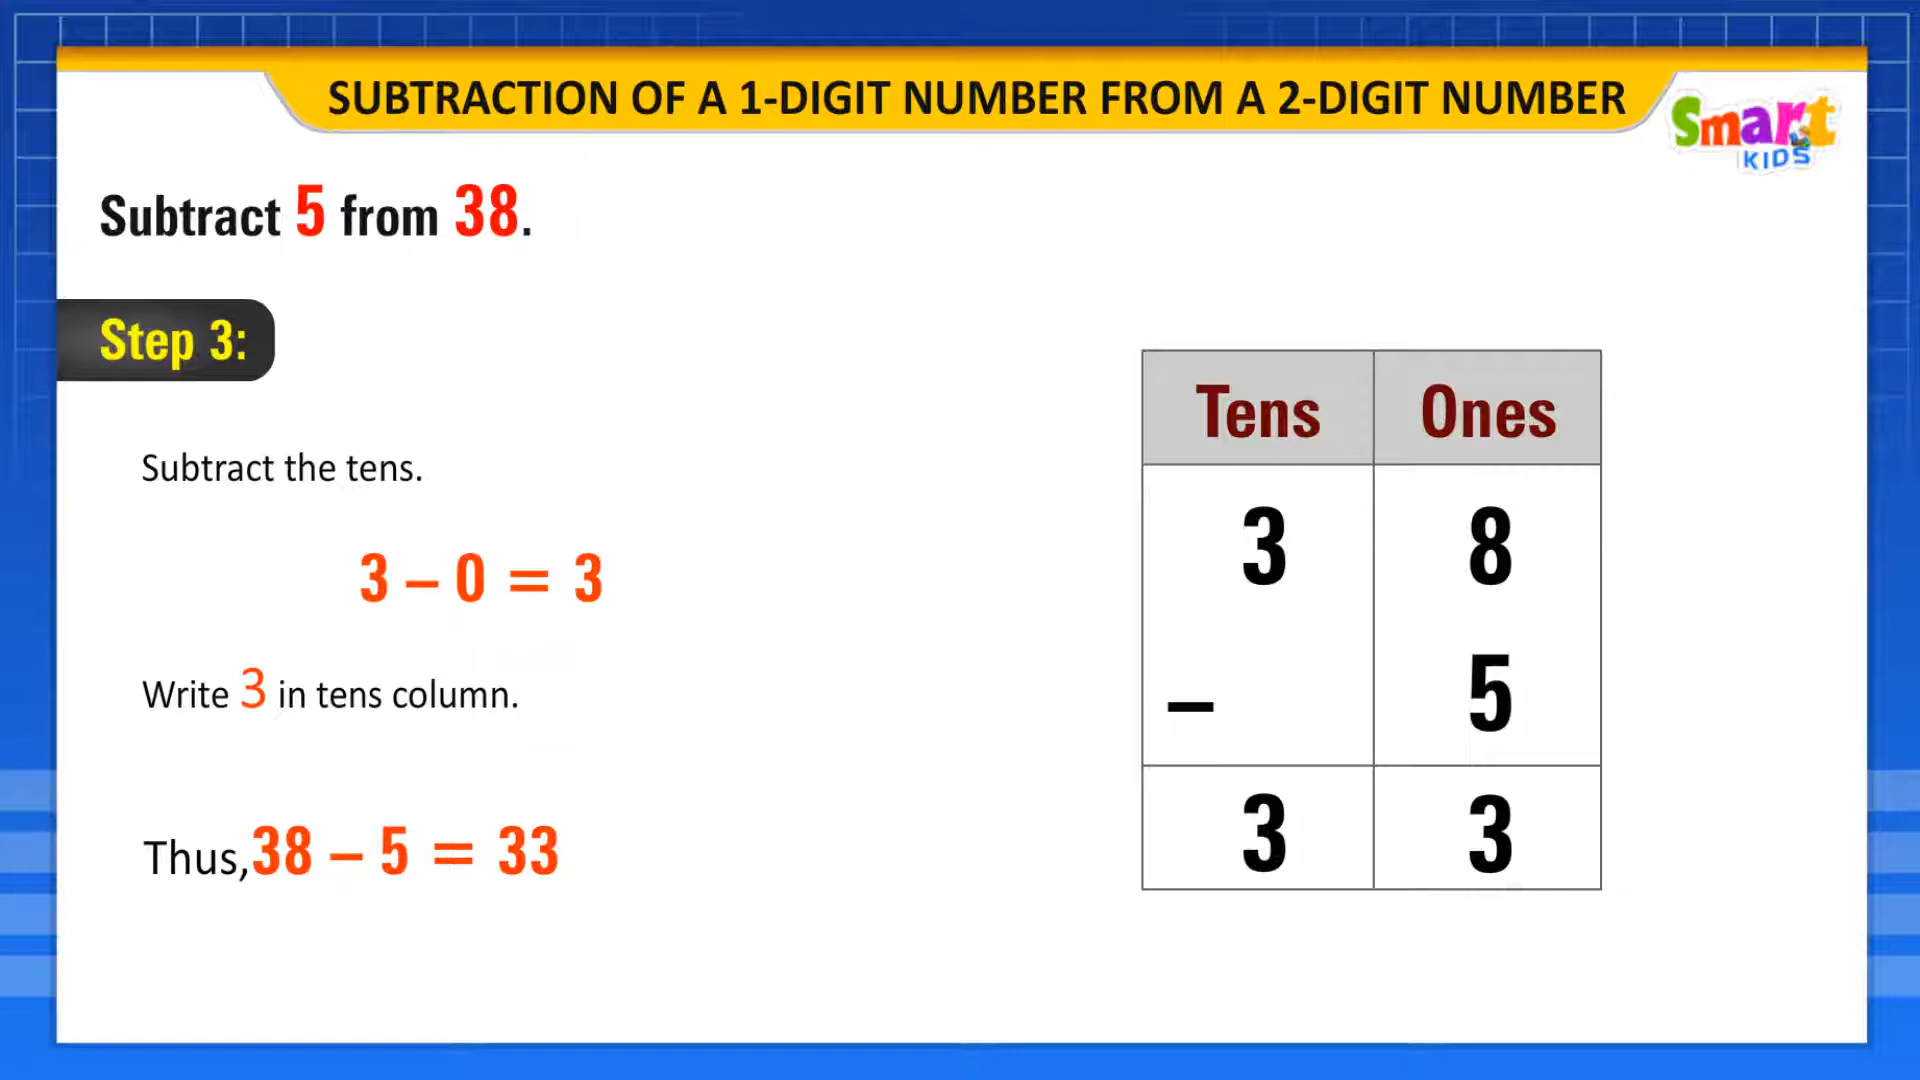 SUBTRACTION OF A 1-DIGIT NUMBER FROM A 2-DIGIT NUMBER
Smart
KIDS
Subtract 5 from 38.
Step 3:
Subtract the tens.
3 – 0 = 3
Write 3 in tens column.
Thus,38 – 5 = 33
Tens Ones
3 8
– 5
3 3